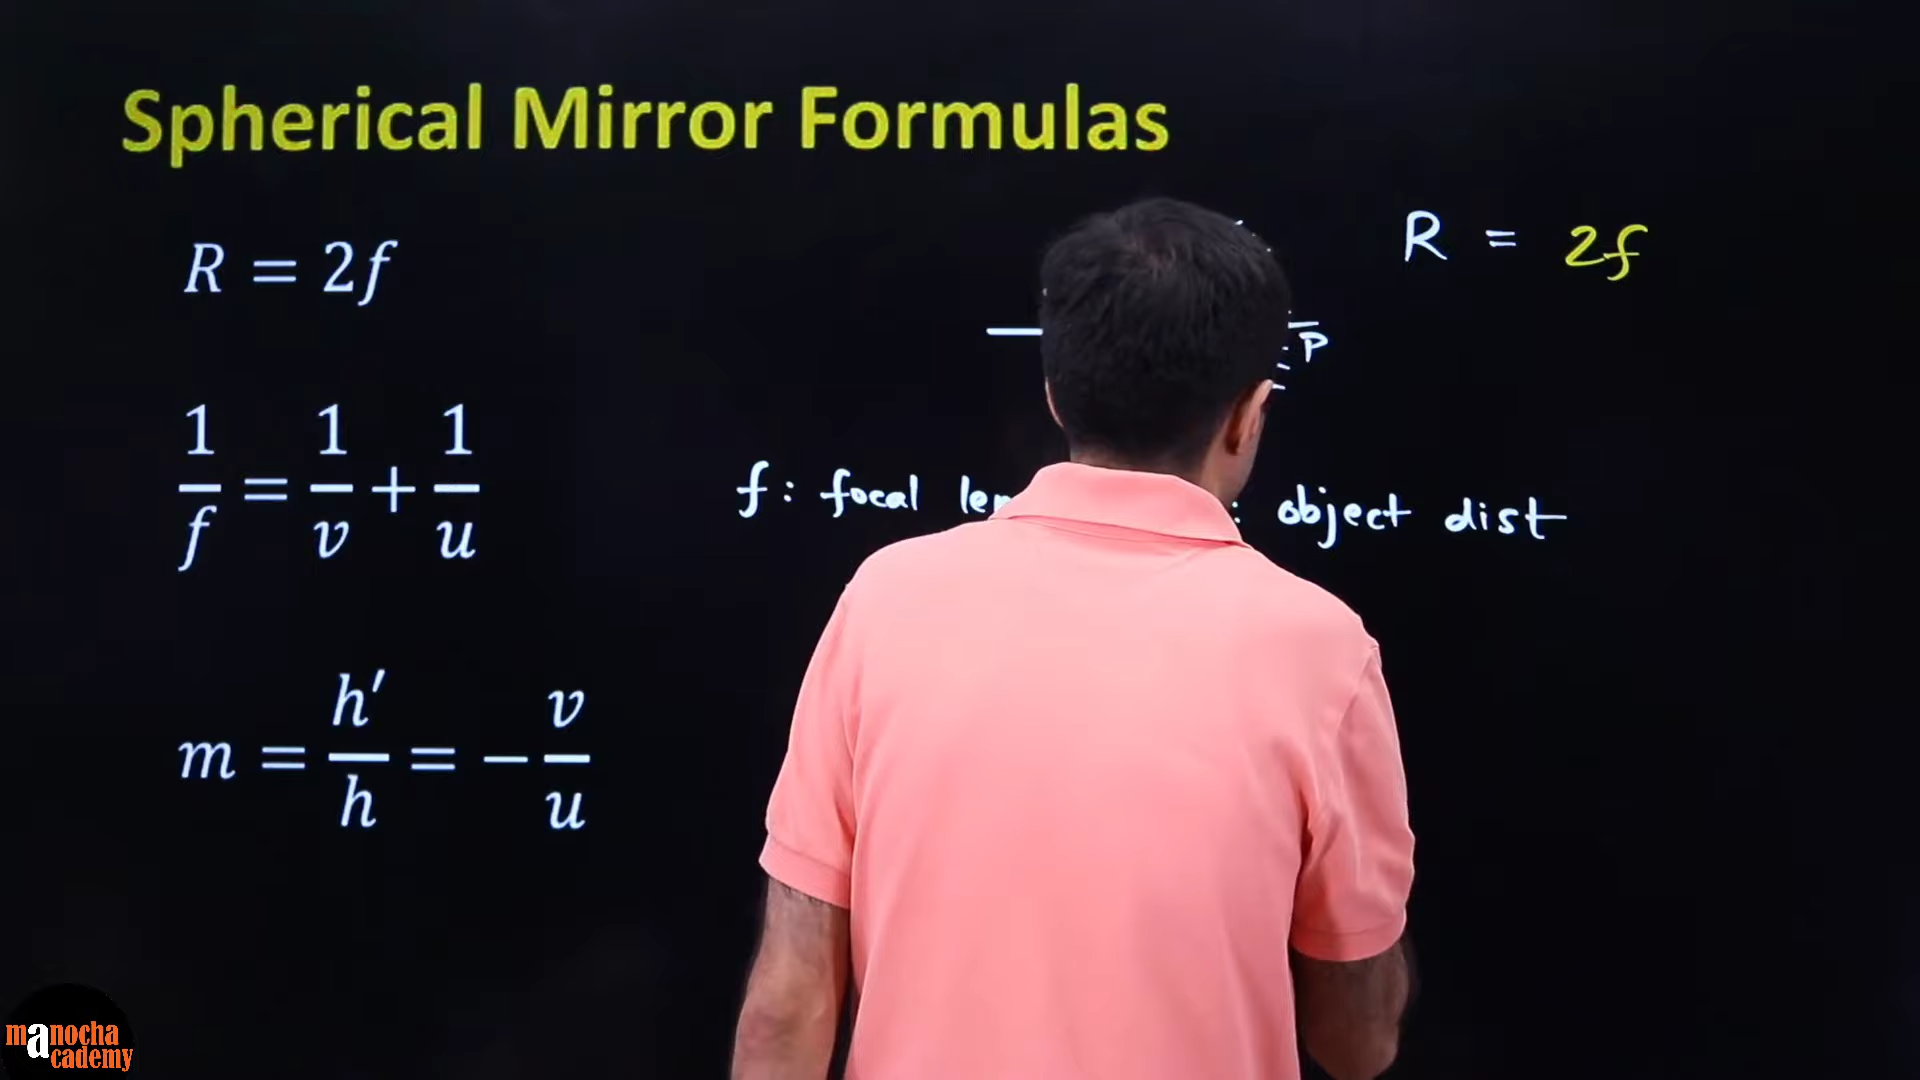 Spherical Mirror Formulas
R = 2f
R = 2f
P
1/f = 1/v + 1/u
f: focal : object dist
m = h′/h = − v/u
manocha
academy